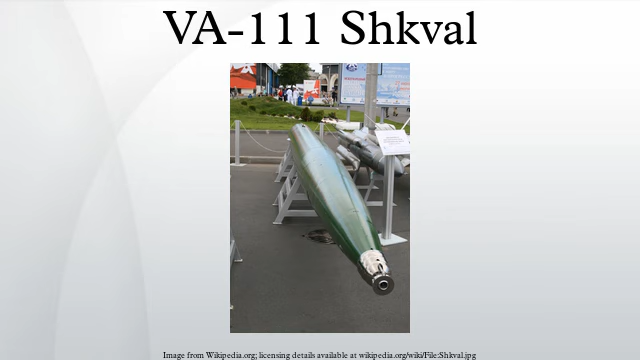 VA-111 Shkval
Image from Wikipedia.org; licensing details available at wikipedia.org/wiki/File:Shkval.jpg